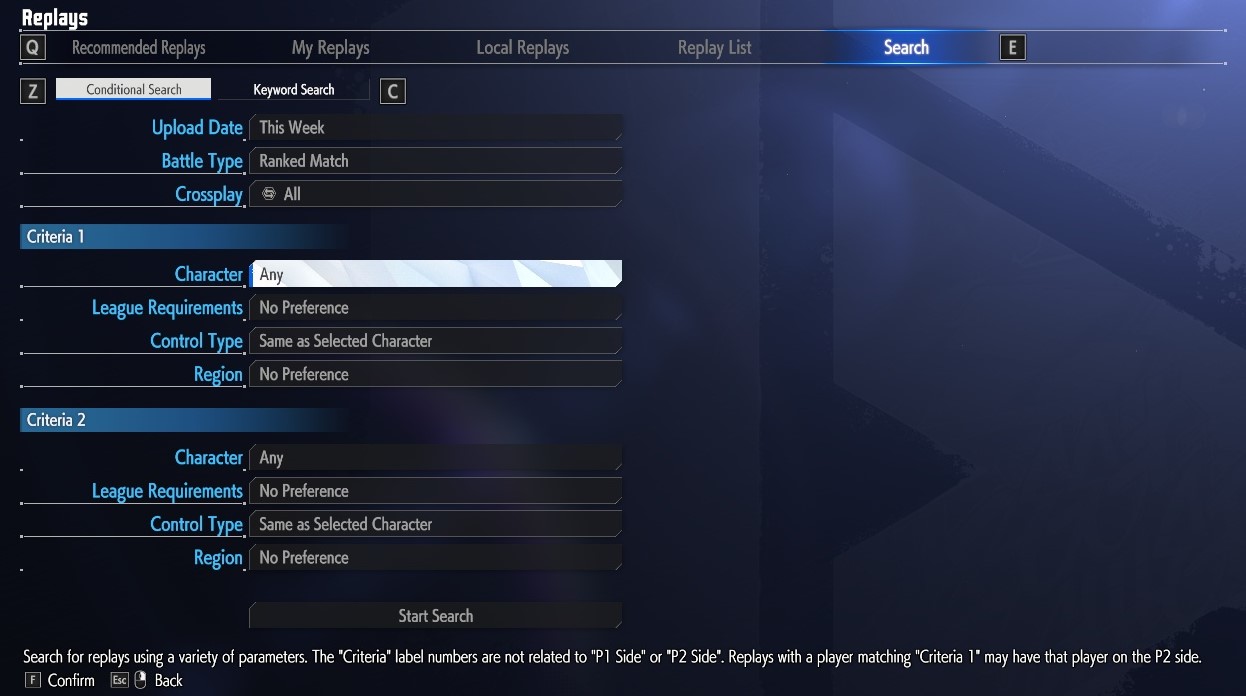 Replays
Q Recommended Replays My Replays Local Replays Replay List Search E
Z Conditional Search Keyword Search C
Upload Date This Week
Battle Type Ranked Match
Crossplay All
Criteria 1
Character Any
League Requirements No Preference
Control Type Same as Selected Character
Region No Preference
Criteria 2
Character Any
League Requirements No Preference
Control Type Same as Selected Character
Region No Preference
Start Search
Search for replays using a variety of parameters. The "Criteria" label numbers are not related to "P1 Side" or "P2 Side". Replays with a player matching "Criteria 1" may have that player on the P2 side.
F Confirm Esc Back